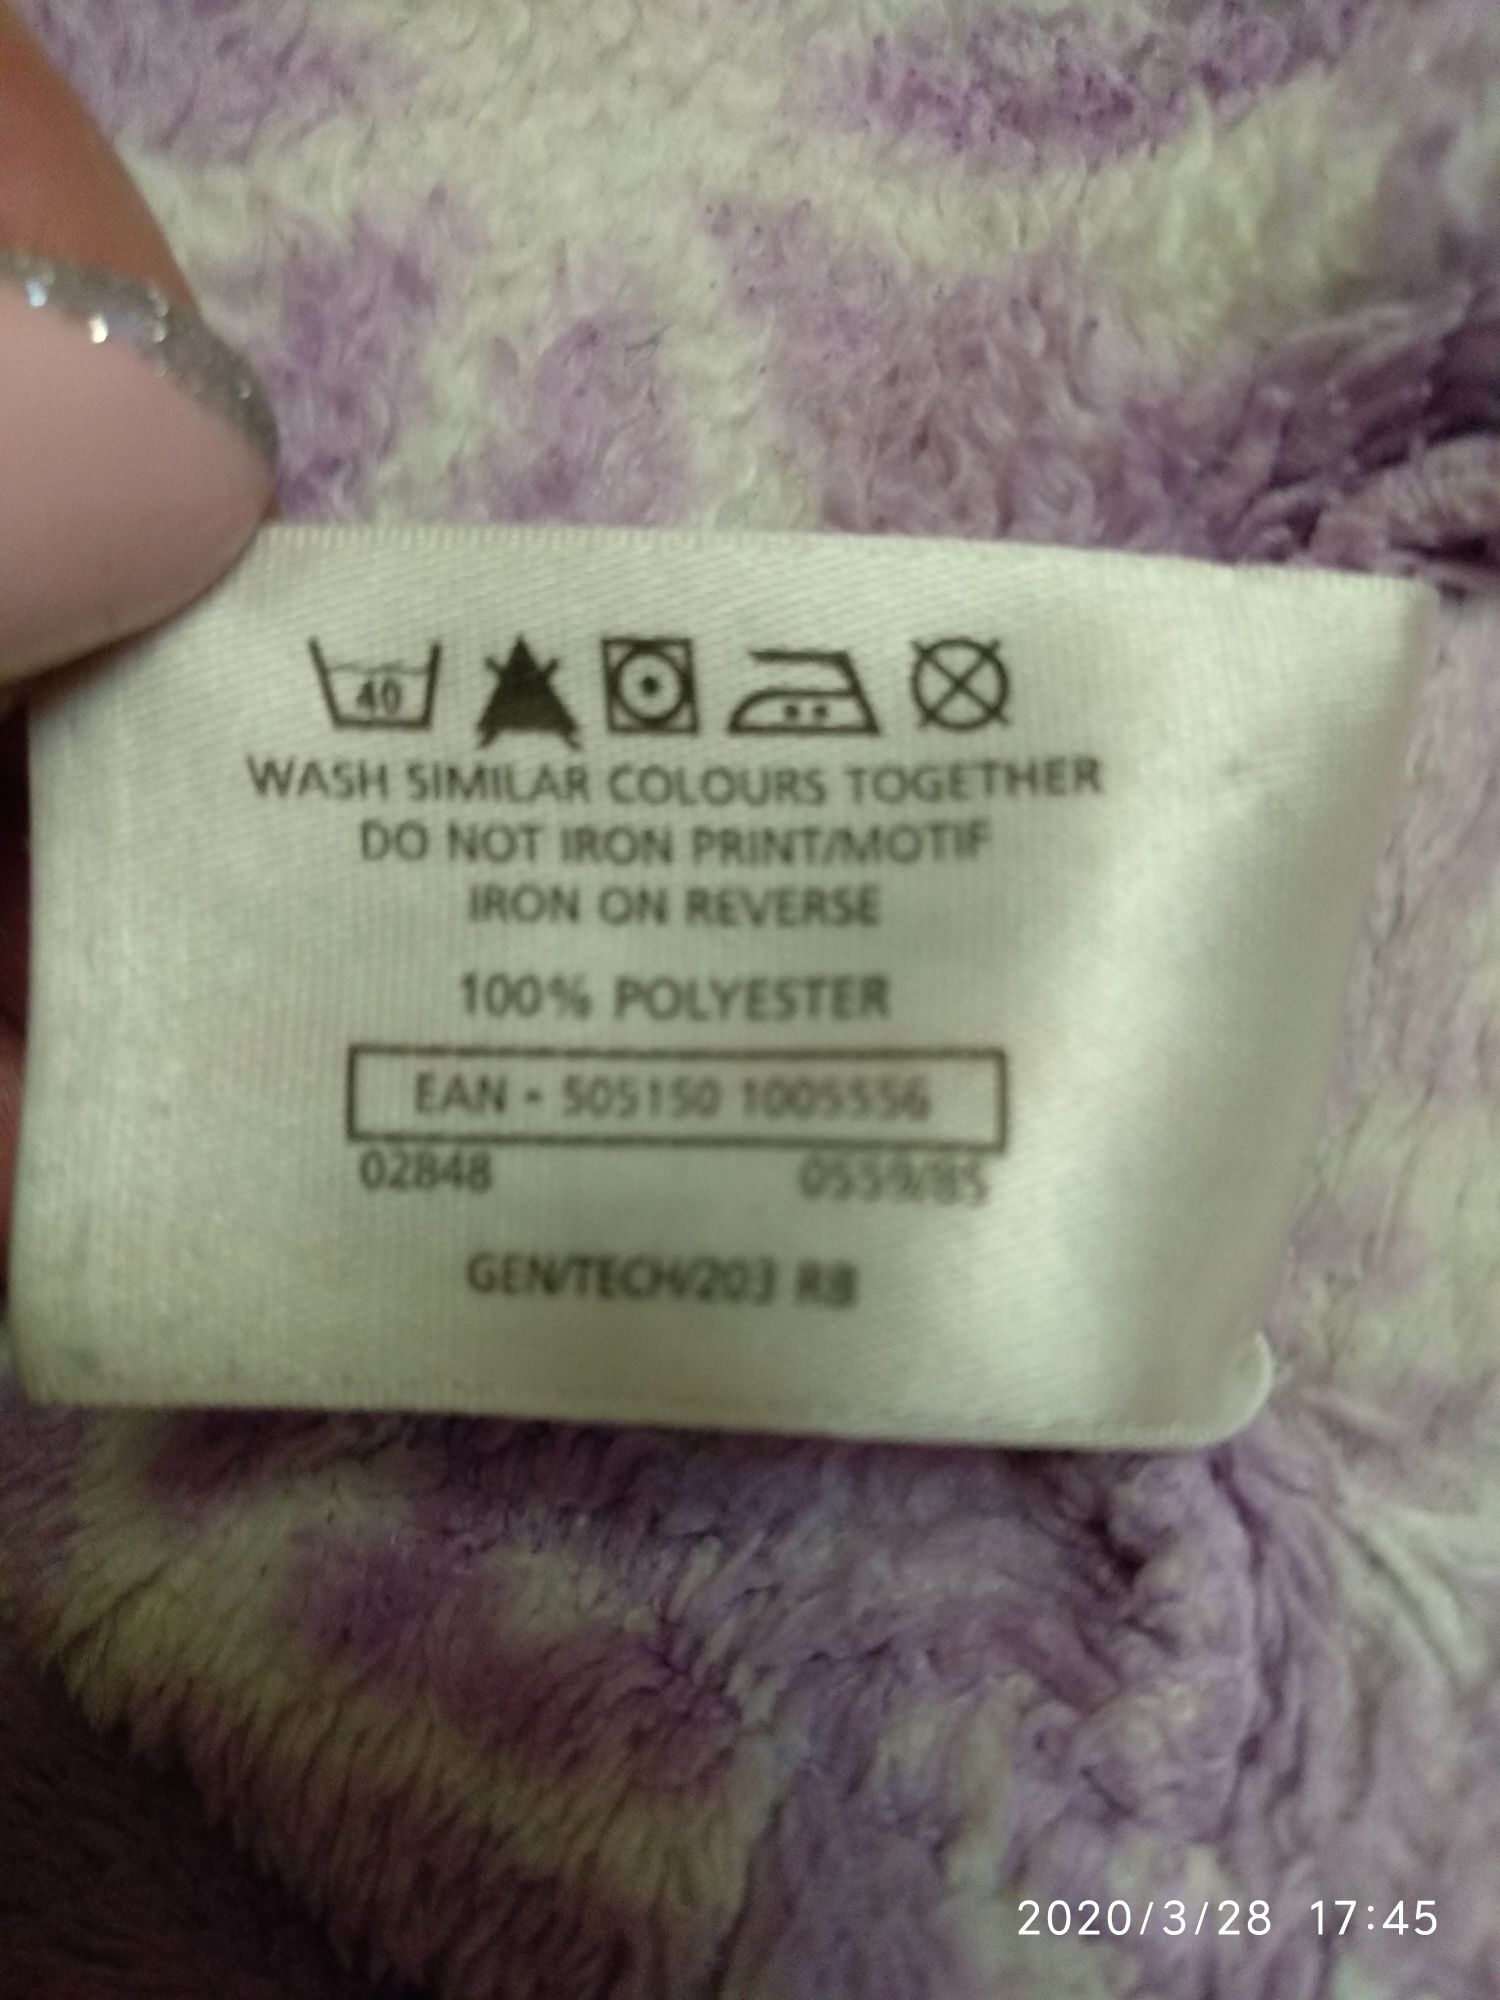 40
WASH SIMILAR COLOURS TOGETHER
DO NOT IRON PRINT/MOTIF
IRON ON REVERSE
100% POLYESTER
EAN - 505150 1005556
02848 0559/85
GEN/TECH/203 RB
2020/3/28 17:45